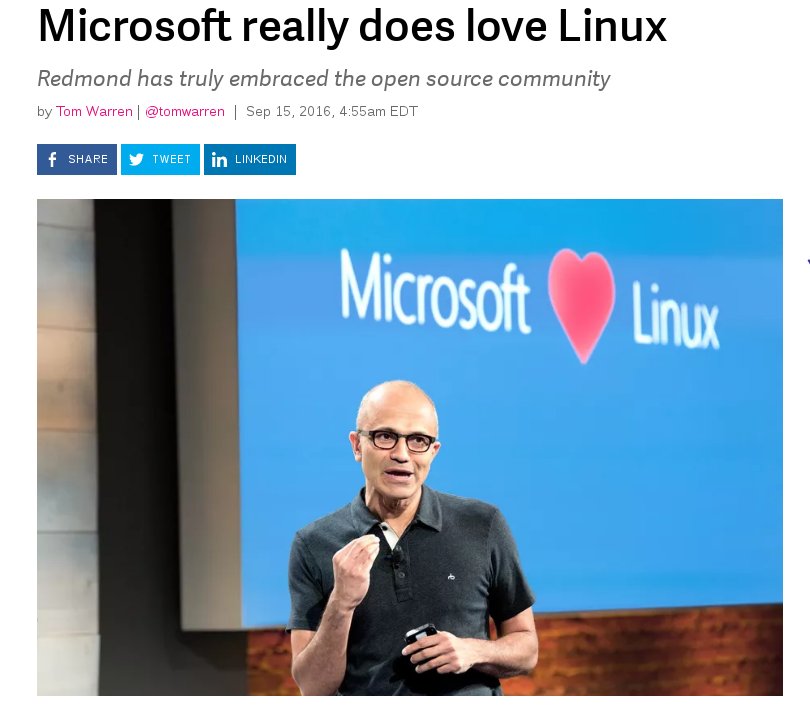 Microsoft really does love Linux
Redmond has truly embraced the open source community
by Tom Warren | @tomwarren | Sep 15, 2016, 4:55am EDT
SHARE TWEET LINKEDIN
Microsoft Linux